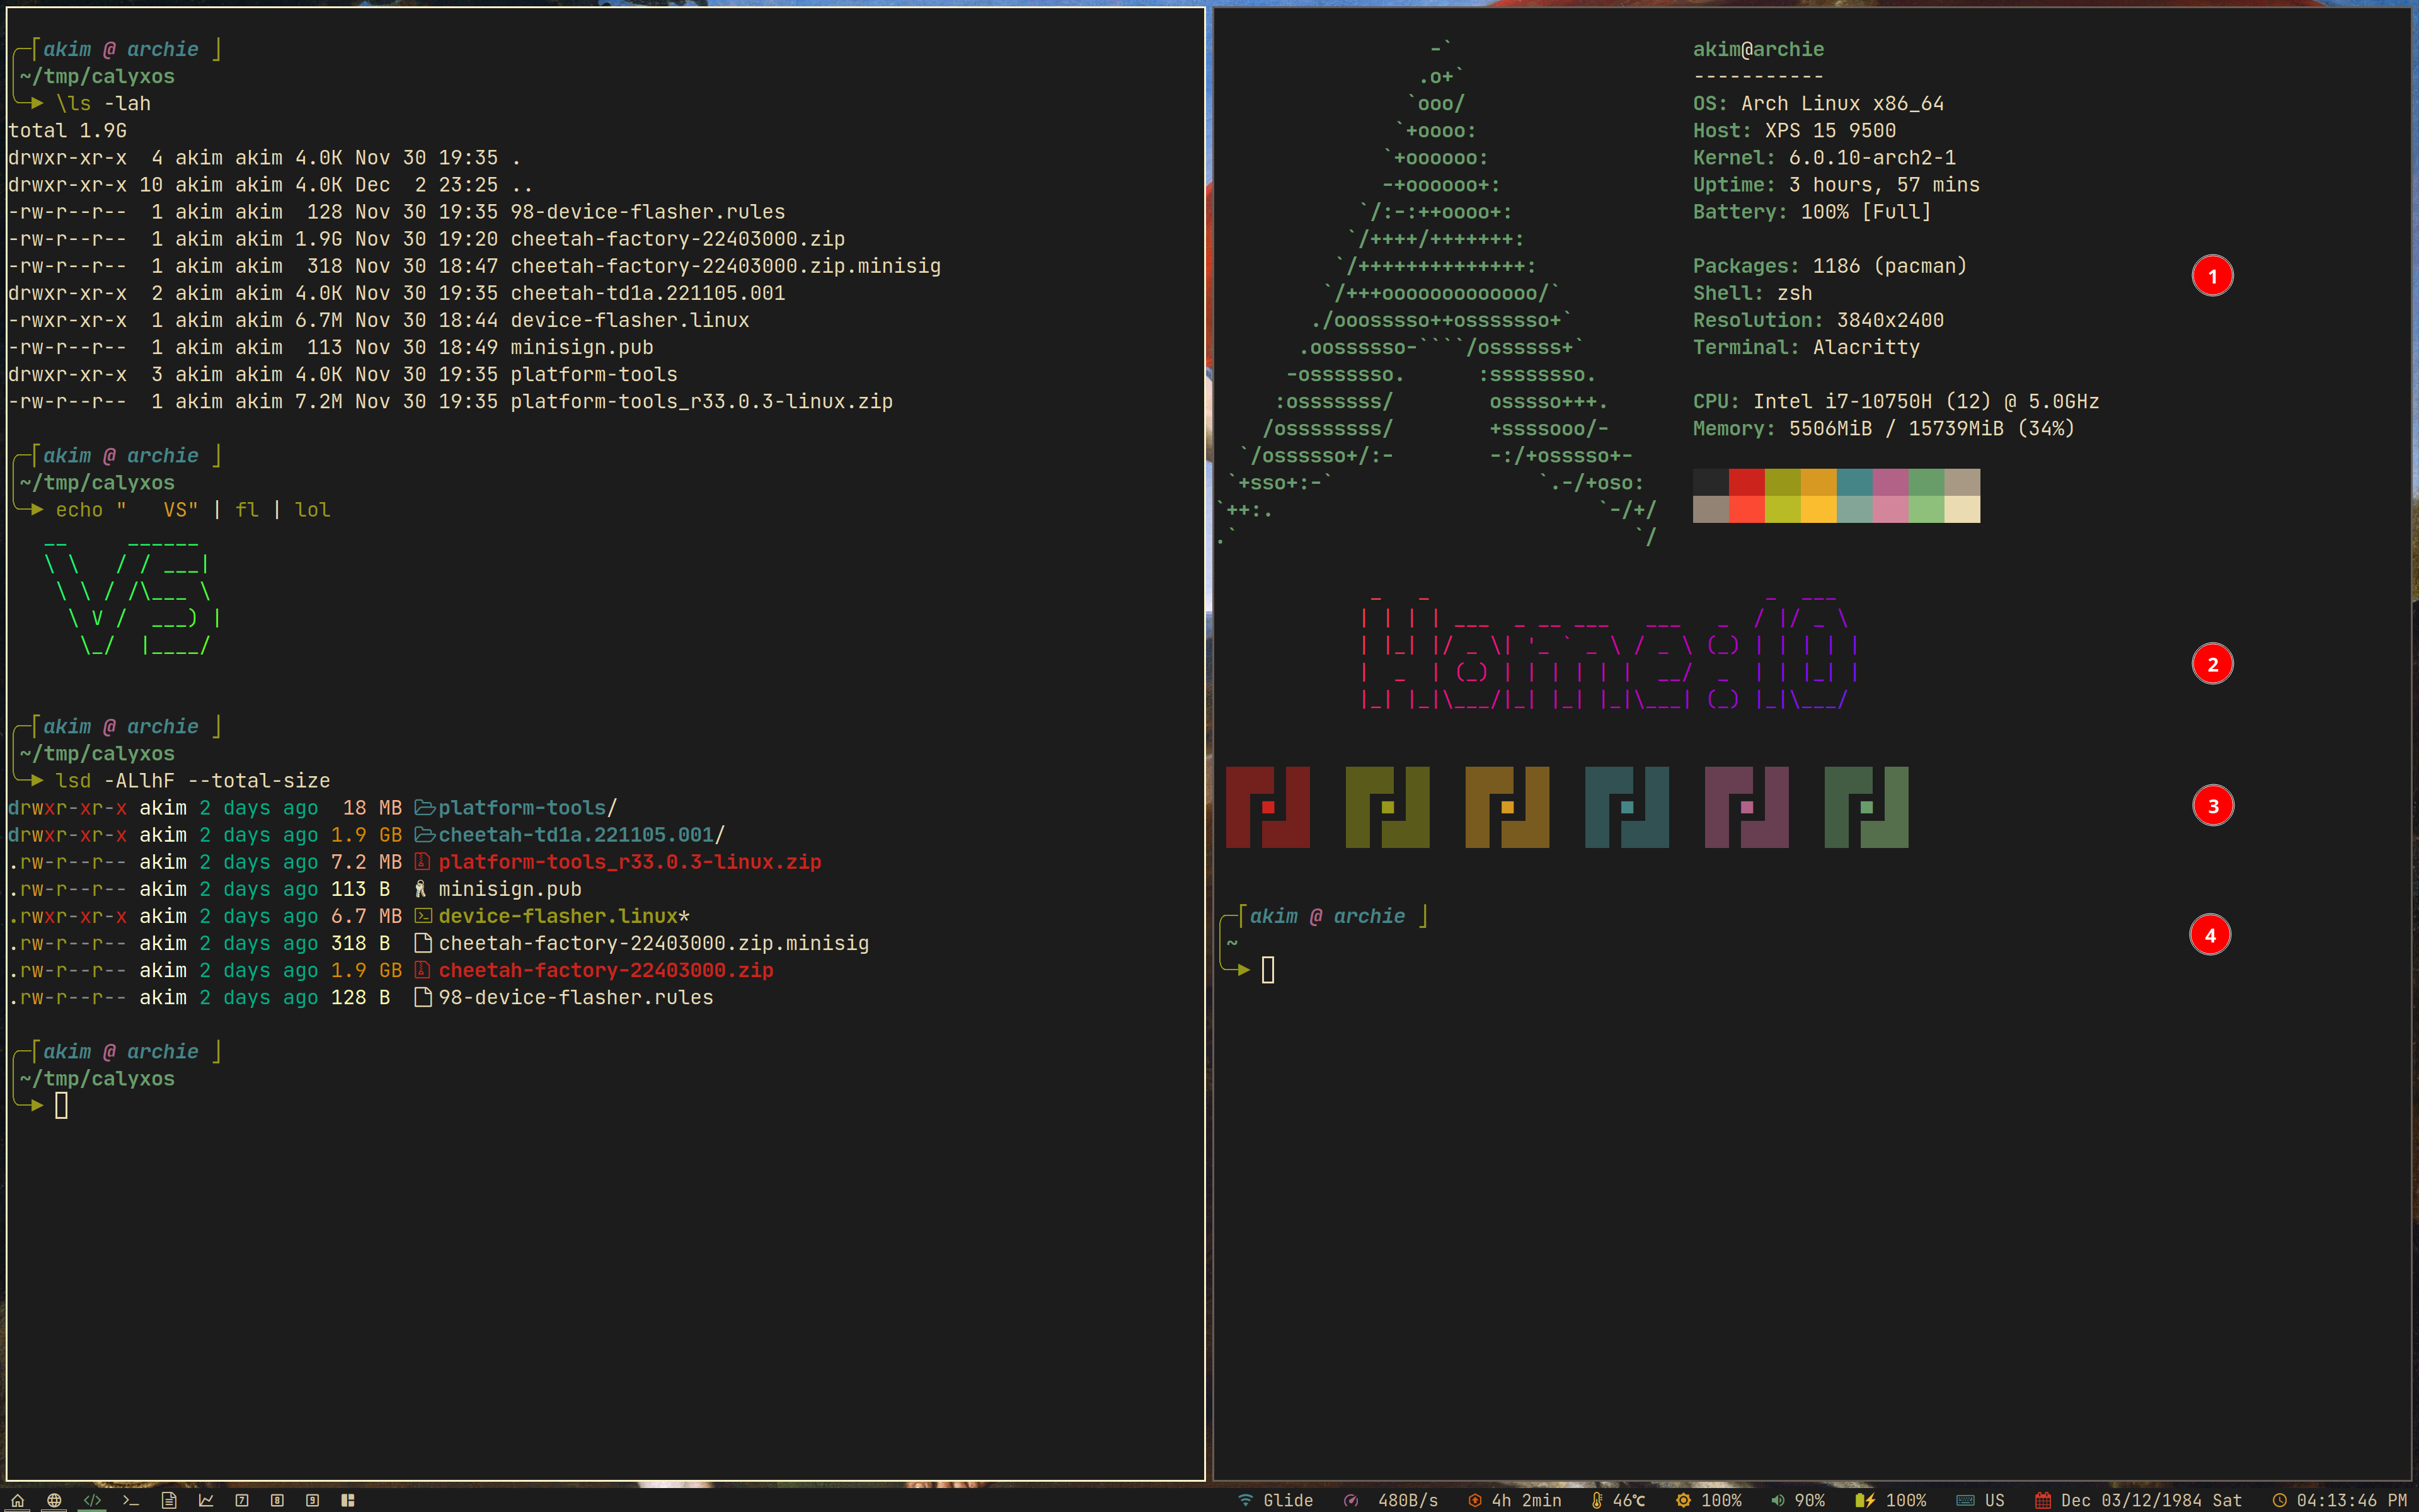 akim @ archie
~/tmp/calyxos
\ls -lah
total 1.9G
drwxr-xr-x  4 akim akim 4.0K Nov 30 19:35 .
drwxr-xr-x 10 akim akim 4.0K Dec  2 23:25 ..
-rw-r--r--  1 akim akim  128 Nov 30 19:35 98-device-flasher.rules
-rw-r--r--  1 akim akim 1.9G Nov 30 19:20 cheetah-factory-22403000.zip
-rw-r--r--  1 akim akim  318 Nov 30 18:47 cheetah-factory-22403000.zip.minisig
drwxr-xr-x  2 akim akim 4.0K Nov 30 19:35 cheetah-td1a.221105.001
-rwxr-xr-x  1 akim akim 6.7M Nov 30 18:44 device-flasher.linux
-rw-r--r--  1 akim akim  113 Nov 30 18:49 minisign.pub
drwxr-xr-x  3 akim akim 4.0K Nov 30 19:35 platform-tools
-rw-r--r--  1 akim akim 7.2M Nov 30 19:35 platform-tools_r33.0.3-linux.zip
akim @ archie
~/tmp/calyxos
echo "   VS" | fl | lol
VS
akim @ archie
~/tmp/calyxos
lsd -ALlhF --total-size
drwxr-xr-x akim 2 days ago  18 MB platform-tools/
drwxr-xr-x akim 2 days ago 1.9 GB cheetah-td1a.221105.001/
.rw-r--r-- akim 2 days ago 7.2 MB platform-tools_r33.0.3-linux.zip
.rw-r--r-- akim 2 days ago 113 B minisign.pub
.rwxr-xr-x akim 2 days ago 6.7 MB device-flasher.linux*
.rw-r--r-- akim 2 days ago 318 B cheetah-factory-22403000.zip.minisig
.rw-r--r-- akim 2 days ago 1.9 GB cheetah-factory-22403000.zip
.rw-r--r-- akim 2 days ago 128 B 98-device-flasher.rules
akim @ archie
~/tmp/calyxos
akim@archie
-----------
OS: Arch Linux x86_64
Host: XPS 15 9500
Kernel: 6.0.10-arch2-1
Uptime: 3 hours, 57 mins
Battery: 100% [Full]
Packages: 1186 (pacman)
Shell: zsh
Resolution: 3840x2400
Terminal: Alacritty
CPU: Intel i7-10750H (12) @ 5.0GHz
Memory: 5506MiB / 15739MiB (34%)
1
Home:10
2
3
akim @ archie
~
4
7 8 9
Glide 480B/s 4h 2min 46℃ 100% 90% 100% US Dec 03/12/1984 Sat 04:13:46 PM